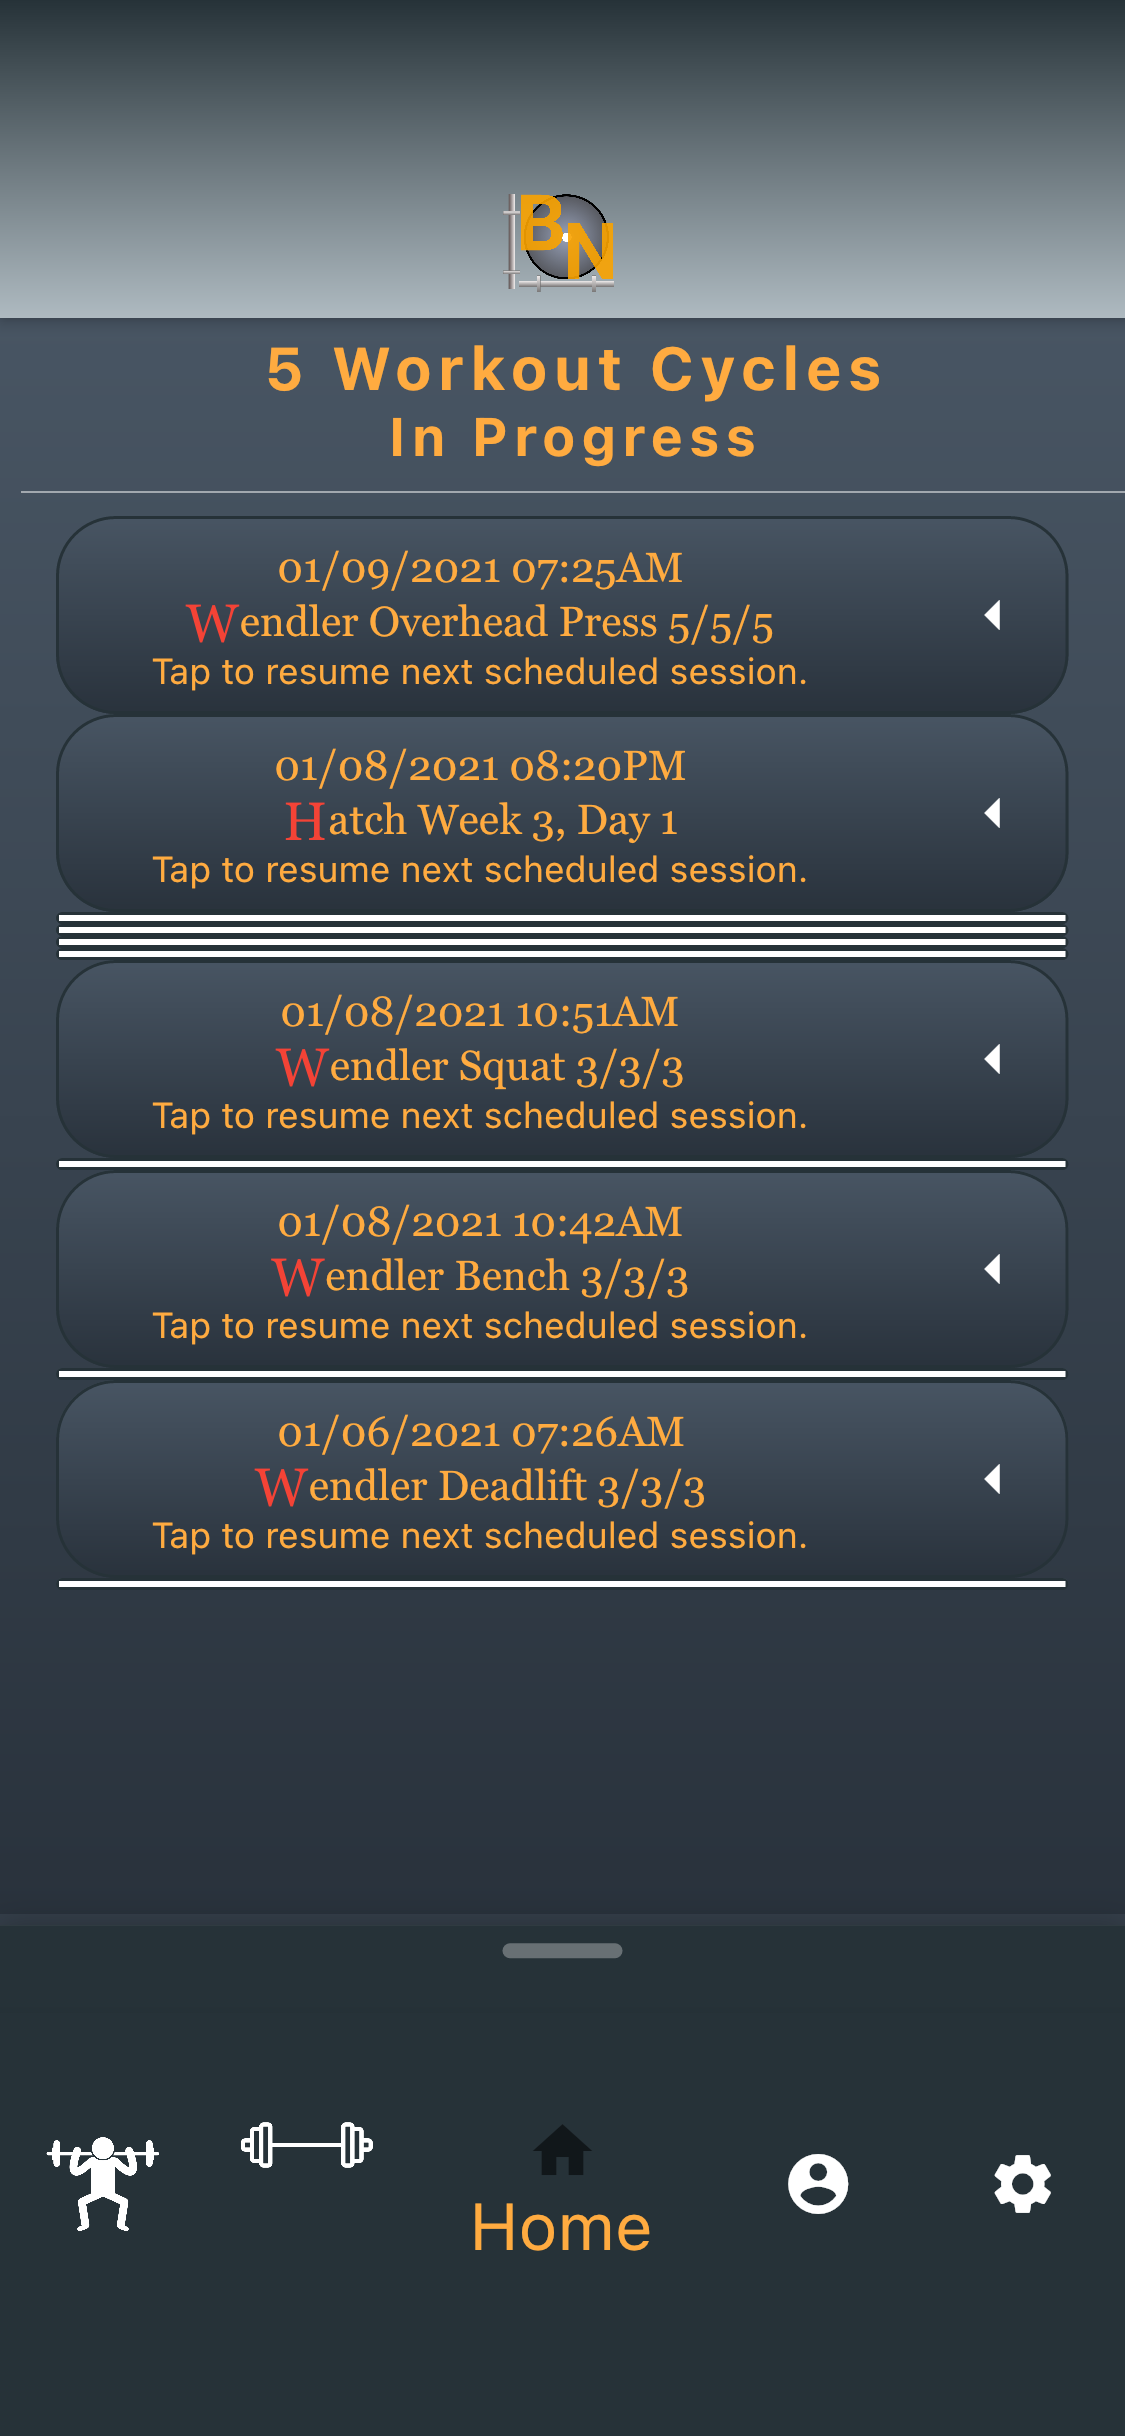 BN
5 Workout Cycles
In Progress
01/09/2021 07:25AM
Wendler Overhead Press 5/5/5
Tap to resume next scheduled session.
01/08/2021 08:20PM
Hatch Week 3, Day 1
Tap to resume next scheduled session.
01/08/2021 10:51AM
Wendler Squat 3/3/3
Tap to resume next scheduled session.
01/08/2021 10:42AM
Wendler Bench 3/3/3
Tap to resume next scheduled session.
01/06/2021 07:26AM
Wendler Deadlift 3/3/3
Tap to resume next scheduled session.
Home